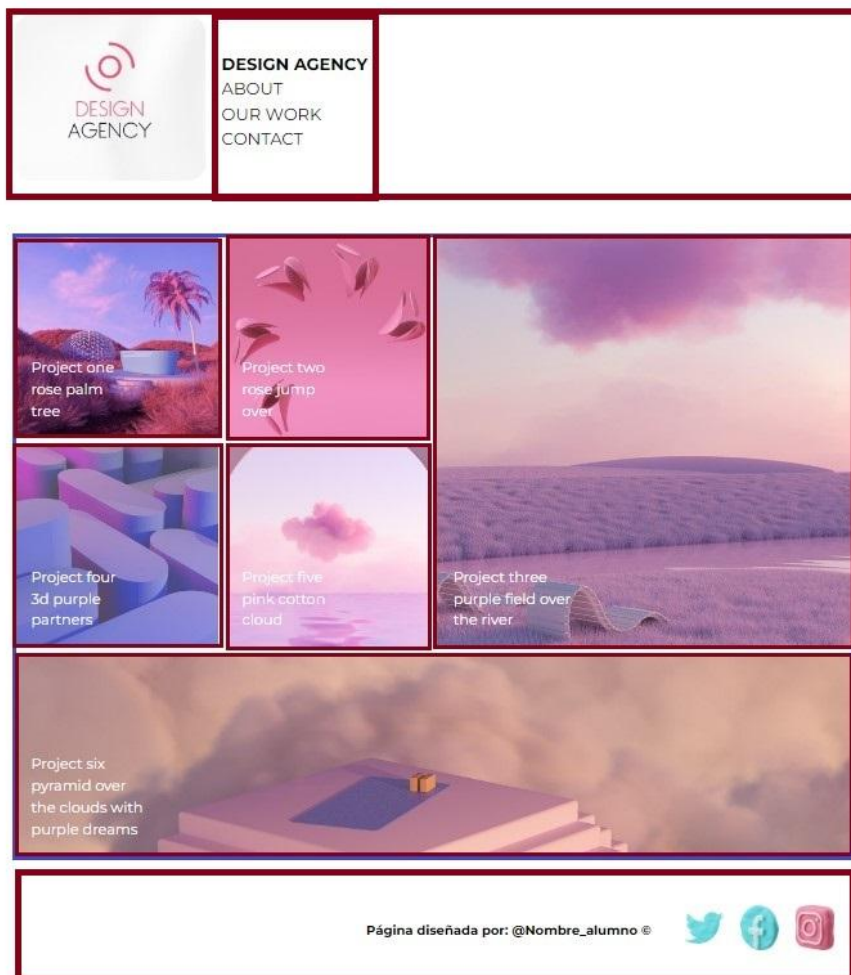 DESIGN
AGENCY
DESIGN AGENCY
ABOUT
OUR WORK
CONTACT
Project one
rose palm
tree
Project two
rose jump
over
Project four
3d purple
partners
Project five
pink cotton
cloud
Project three
purple field over
the river
Project six
pyramid over
the clouds with
purple dreams
Página diseñada por: @Nombre_alumno ©